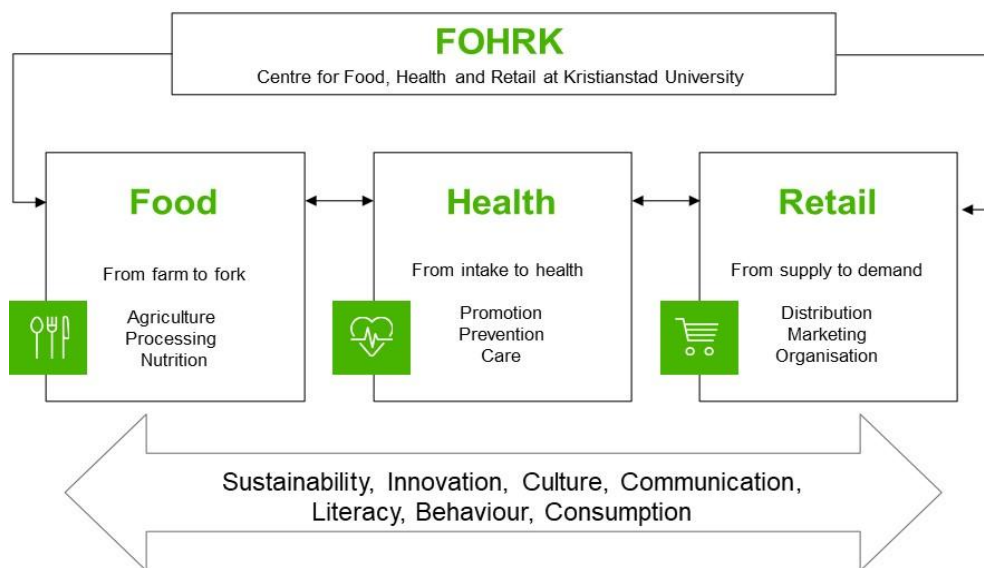 FOHRK
Centre for Food, Health and Retail at Kristianstad University
Food
From farm to fork
Agriculture
Processing
Nutrition
Health
From intake to health
Promotion
Prevention
Care
Retail
From supply to demand
Distribution
Marketing
Organisation
Sustainability, Innovation, Culture, Communication,
Literacy, Behaviour, Consumption